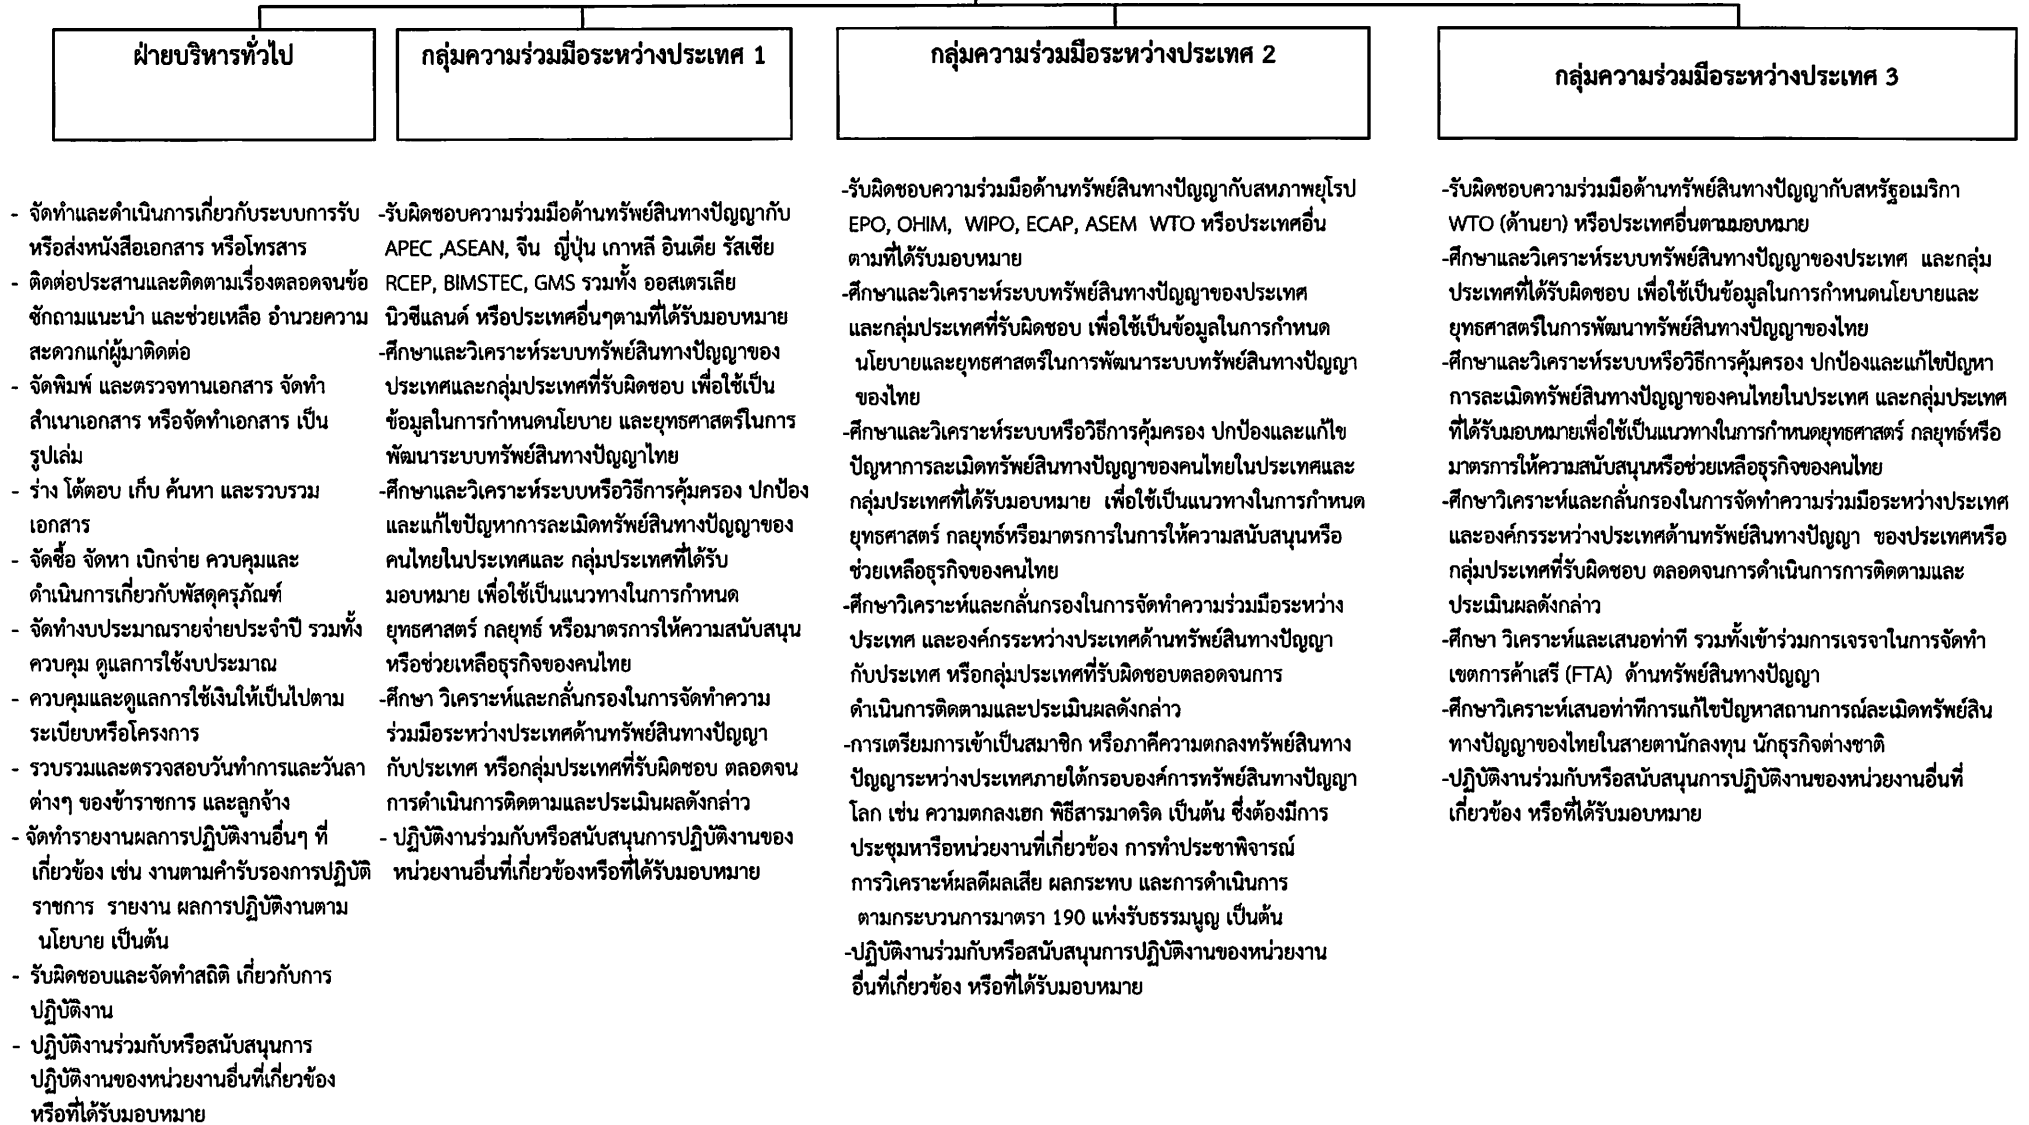 ฝ่ายบริหารทั่วไป
- จัดทำและดำเนินการเกี่ยวกับระบบการรับ
หรือส่งหนังสือเอกสาร หรือโทรสาร
- ติดต่อประสานและติดตามเรื่องตลอดจนข้อ
ซักถามแนะนำ และช่วยเหลือ อำนวยความ
สะดวกแก่ผู้มาติดต่อ
- จัดพิมพ์ และตรวจทานเอกสาร จัดทำ
สำเนาเอกสาร หรือจัดทำเอกสาร เป็น
รูปเล่ม
- ร่าง โต้ตอบ เก็บ ค้นหา และรวบรวม
เอกสาร
- จัดซื้อ จัดหา เบิกจ่าย ควบคุมและ
ดำเนินการเกี่ยวกับพัสดุครุภัณฑ์
- จัดทำงบประมาณรายจ่ายประจำปี รวมทั้ง
ควบคุม ดูแลการใช้งบประมาณ
- ควบคุมและดูแลการใช้เงินให้เป็นไปตาม
ระเบียบหรือโครงการ
- รวบรวมและตรวจสอบวันทำการและวันลา
ต่างๆ ของข้าราชการ และลูกจ้าง
- จัดทำรายงานผลการปฏิบัติงานอื่นๆ ที่
เกี่ยวข้อง เช่น งานตามคำรับรองการปฏิบัติ
ราชการ รายงาน ผลการปฏิบัติงานตาม
นโยบาย เป็นต้น
- รับผิดชอบและจัดทำสถิติ เกี่ยวกับการ
ปฏิบัติงาน
- ปฏิบัติงานร่วมกับหรือสนับสนุนการ
ปฏิบัติงานของหน่วยงานอื่นที่เกี่ยวข้อง
หรือที่ได้รับมอบหมาย
กลุ่มความร่วมมือระหว่างประเทศ 1
-รับผิดชอบความร่วมมือด้านทรัพย์สินทางปัญญากับ
APEC ,ASEAN, จีน ญี่ปุ่น เกาหลี อินเดีย รัสเซีย
RCEP, BIMSTEC, GMS รวมทั้ง ออสเตรเลีย
นิวซีแลนด์ หรือประเทศอื่นๆตามที่ได้รับมอบหมาย
-ศึกษาและวิเคราะห์ระบบทรัพย์สินทางปัญญาของ
ประเทศและกลุ่มประเทศที่รับผิดชอบ เพื่อใช้เป็น
ข้อมูลในการกำหนดนโยบาย และยุทธศาสตร์ในการ
พัฒนาระบบทรัพย์สินทางปัญญาไทย
-ศึกษาและวิเคราะห์ระบบหรือวิธีการคุ้มครอง ปกป้อง
และแก้ไขปัญหาการละเมิดทรัพย์สินทางปัญญาของ
คนไทยในประเทศและ กลุ่มประเทศที่ได้รับ
มอบหมาย เพื่อใช้เป็นแนวทางในการกำหนด
ยุทธศาสตร์ กลยุทธ์ หรือมาตรการให้ความสนับสนุน
หรือช่วยเหลือธุรกิจของคนไทย
-ศึกษา วิเคราะห์และกลั่นกรองในการจัดทำความ
ร่วมมือระหว่างประเทศด้านทรัพย์สินทางปัญญา
กับประเทศ หรือกลุ่มประเทศที่รับผิดชอบ ตลอดจน
การดำเนินการติดตามและประเมินผลดังกล่าว
- ปฏิบัติงานร่วมกับหรือสนับสนุนการปฏิบัติงานของ
หน่วยงานอื่นที่เกี่ยวข้องหรือที่ได้รับมอบหมาย
กลุ่มความร่วมมือระหว่างประเทศ 2
-รับผิดชอบความร่วมมือด้านทรัพย์สินทางปัญญากับสหภาพยุโรป
EPO, OHIM, WIPO, ECAP, ASEM WTO หรือประเทศอื่น
ตามที่ได้รับมอบหมาย
-ศึกษาและวิเคราะห์ระบบทรัพย์สินทางปัญญาของประเทศ
และกลุ่มประเทศที่รับผิดชอบ เพื่อใช้เป็นข้อมูลในการกำหนด
นโยบายและยุทธศาสตร์ในการพัฒนาระบบทรัพย์สินทางปัญญา
ของไทย
-ศึกษาและวิเคราะห์ระบบหรือวิธีการคุ้มครอง ปกป้องและแก้ไข
ปัญหาการละเมิดทรัพย์สินทางปัญญาของคนไทยในประเทศและ
กลุ่มประเทศที่ได้รับมอบหมาย เพื่อใช้เป็นแนวทางในการกำหนด
ยุทธศาสตร์ กลยุทธ์หรือมาตรการในการให้ความสนับสนุนหรือ
ช่วยเหลือธุรกิจของคนไทย
-ศึกษาวิเคราะห์และกลั่นกรองในการจัดทำความร่วมมือระหว่าง
ประเทศ และองค์กรระหว่างประเทศด้านทรัพย์สินทางปัญญา
กับประเทศ หรือกลุ่มประเทศที่รับผิดชอบตลอดจนการ
ดำเนินการติดตามและประเมินผลดังกล่าว
-การเตรียมการเข้าเป็นสมาชิก หรือภาคีความตกลงทรัพย์สินทาง
ปัญญาระหว่างประเทศภายใต้กรอบองค์การทรัพย์สินทางปัญญา
โลก เช่น ความตกลงเฮก พิธีสารมาดริด เป็นต้น ซึ่งต้องมีการ
ประชุมหารือหน่วยงานที่เกี่ยวข้อง การทำประชาพิจารณ์
การวิเคราะห์ผลดีผลเสีย ผลกระทบ และการดำเนินการ
ตามกระบวนการมาตรา 190 แห่งรับธรรมนูญ เป็นต้น
-ปฏิบัติงานร่วมกับหรือสนับสนุนการปฏิบัติงานของหน่วยงาน
อื่นที่เกี่ยวข้อง หรือที่ได้รับมอบหมาย
กลุ่มความร่วมมือระหว่างประเทศ 3
-รับผิดชอบความร่วมมือด้านทรัพย์สินทางปัญญากับสหรัฐอเมริกา
WTO (ด้านยา) หรือประเทศอื่นตามมอบหมาย
-ศึกษาและวิเคราะห์ระบบทรัพย์สินทางปัญญาของประเทศ และกลุ่ม
ประเทศที่ได้รับผิดชอบ เพื่อใช้เป็นข้อมูลในการกำหนดนโยบายและ
ยุทธศาสตร์ในการพัฒนาทรัพย์สินทางปัญญาของไทย
-ศึกษาและวิเคราะห์ระบบหรือวิธีการคุ้มครอง ปกป้องและแก้ไขปัญหา
การละเมิดทรัพย์สินทางปัญญาของคนไทยในประเทศ และกลุ่มประเทศ
ที่ได้รับมอบหมายเพื่อใช้เป็นแนวทางในการกำหนดยุทธศาสตร์ กลยุทธ์หรือ
มาตรการให้ความสนับสนุนหรือช่วยเหลือธุรกิจของคนไทย
-ศึกษาวิเคราะห์และกลั่นกรองในการจัดทำความร่วมมือระหว่างประเทศ
และองค์กรระหว่างประเทศด้านทรัพย์สินทางปัญญา ของประเทศหรือ
กลุ่มประเทศที่รับผิดชอบ ตลอดจนการดำเนินการการติดตามและ
ประเมินผลดังกล่าว
-ศึกษา วิเคราะห์และเสนอท่าที รวมทั้งเข้าร่วมการเจรจาในการจัดทำ
เขตการค้าเสรี (FTA) ด้านทรัพย์สินทางปัญญา
-ศึกษาวิเคราะห์เสนอท่าทีการแก้ไขปัญหาสถานการณ์ละเมิดทรัพย์สิน
ทางปัญญาของไทยในสายตานักลงทุน นักธุรกิจต่างชาติ
-ปฏิบัติงานร่วมกับหรือสนับสนุนการปฏิบัติงานของหน่วยงานอื่นที่
เกี่ยวข้อง หรือที่ได้รับมอบหมาย